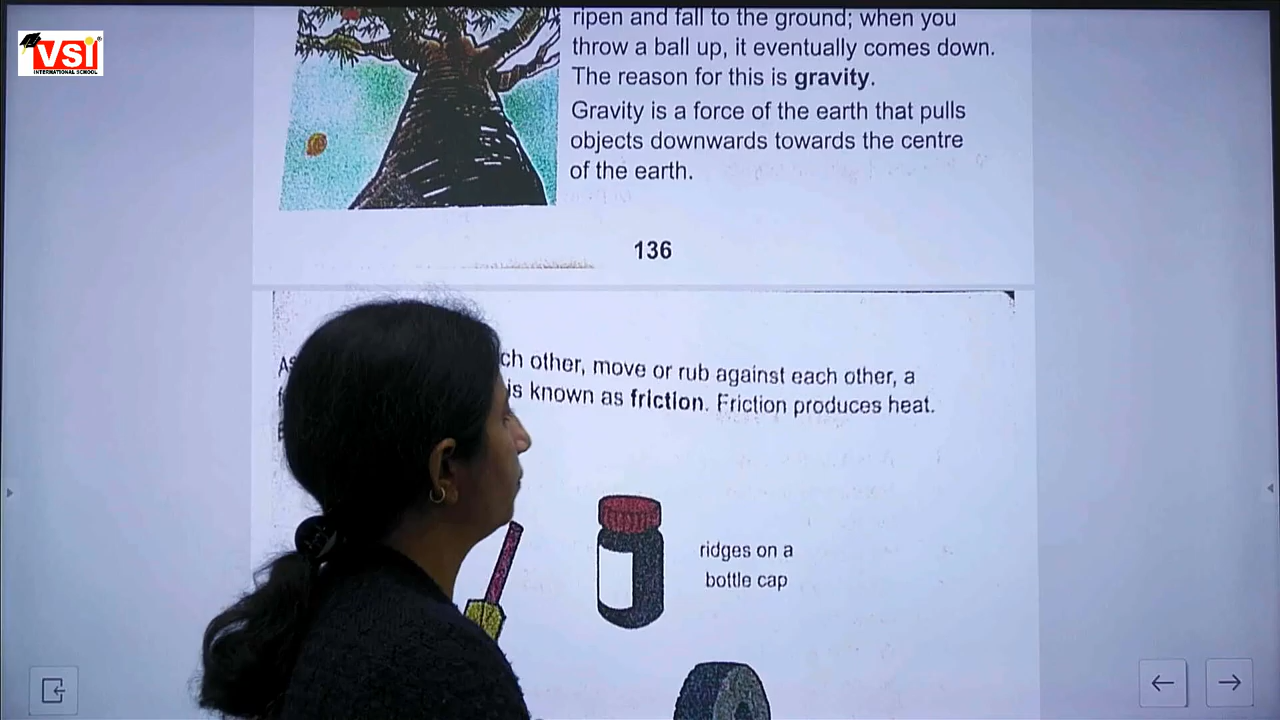 VSI
INTERNATIONAL SCHOOL
ripen and fall to the ground; when you
throw a ball up, it eventually comes down.
The reason for this is gravity.
Gravity is a force of the earth that pulls
objects downwards towards the centre
of the earth.
136
other, move or rub against each other, a
is known as friction. Friction produces heat.
ridges on a
bottle cap